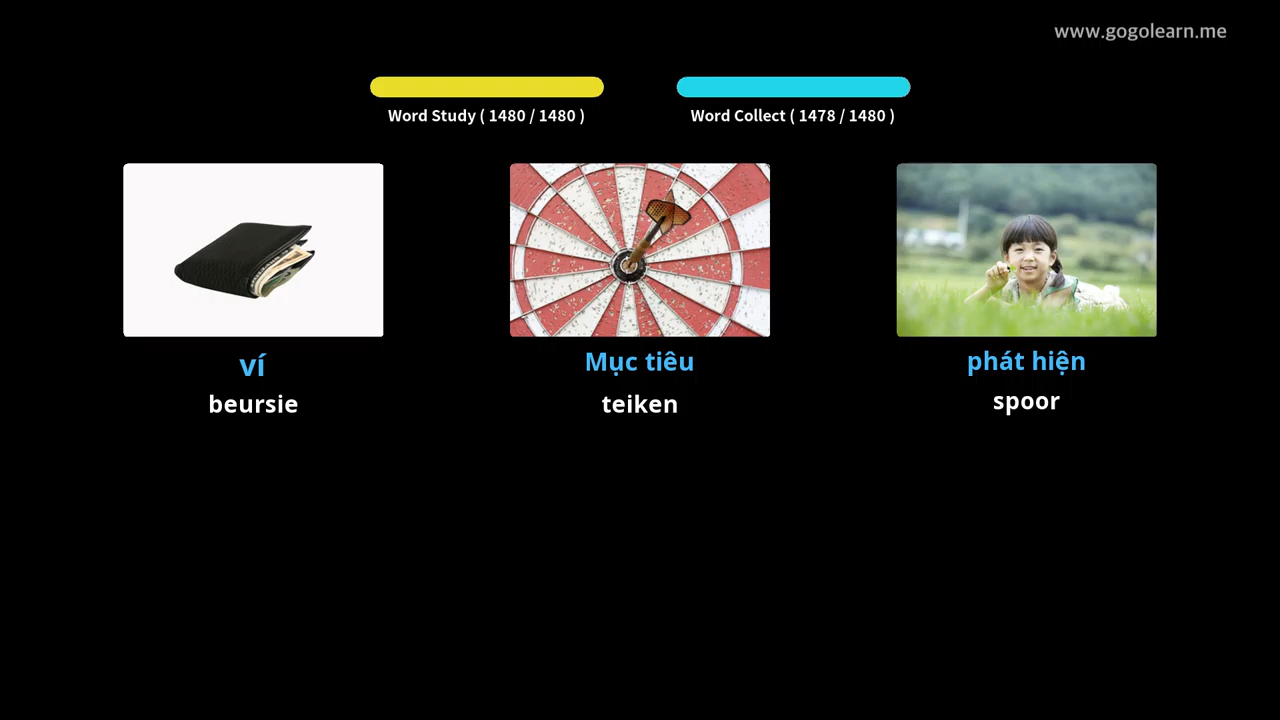 www.gogolearn.me
Word Study ( 1480 / 1480 )
Word Collect ( 1478 / 1480 )
ví
Mục tiêu
phát hiện
beursie
teiken
spoor